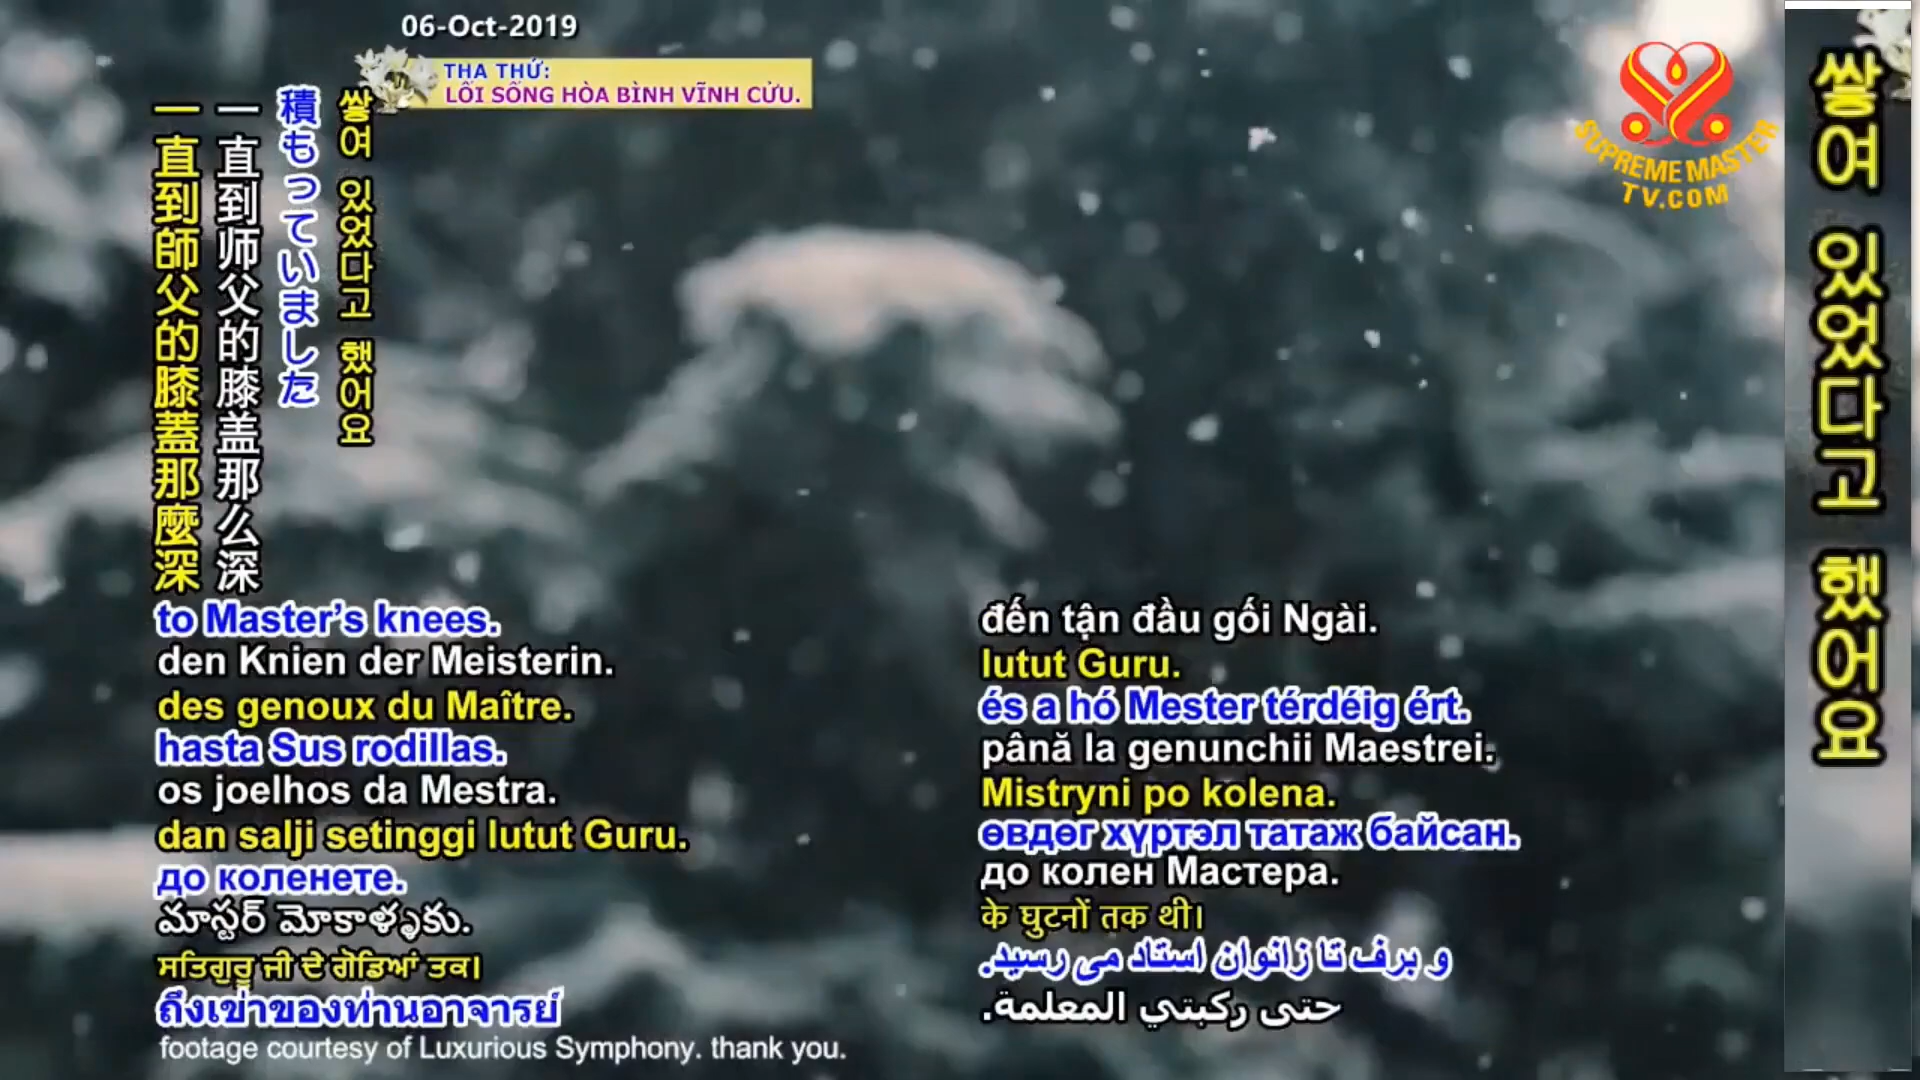 06-Oct-2019
THA THỨ:
LỐI SỐNG HÒA BÌNH VĨNH CỬU.
SUPREME MASTER
TV.COM
쌓여 있었다고 했어요
쌓여 있었다고 했어요
積もっていました
一直到师父的膝盖那么深
一直到師父的膝蓋那麼深
to Master’s knees.
den Knien der Meisterin.
des genoux du Maître.
hasta Sus rodillas.
os joelhos da Mestra.
dan salji setinggi lutut Guru.
до коленете.
మాస్టర్ మోకాళ్ళకు.
ਸਤਿਗੁਰੂ ਜੀ ਦੇ ਗੋਡਿਆਂ ਤਕ।
ถึงเข่าของท่านอาจารย์
footage courtesy of Luxurious Symphony. thank you.
đến tận đầu gối Ngài.
lutut Guru.
és a hó Mester térdéig ért.
până la genunchii Maestrei.
Mistryni po kolena.
өвдөг хүртэл татаж байсан.
до колен Мастера.
के घुटनों तक थी।
و برف تا زانوان استاد می رسید.
حتى ركبتي المعلمة.